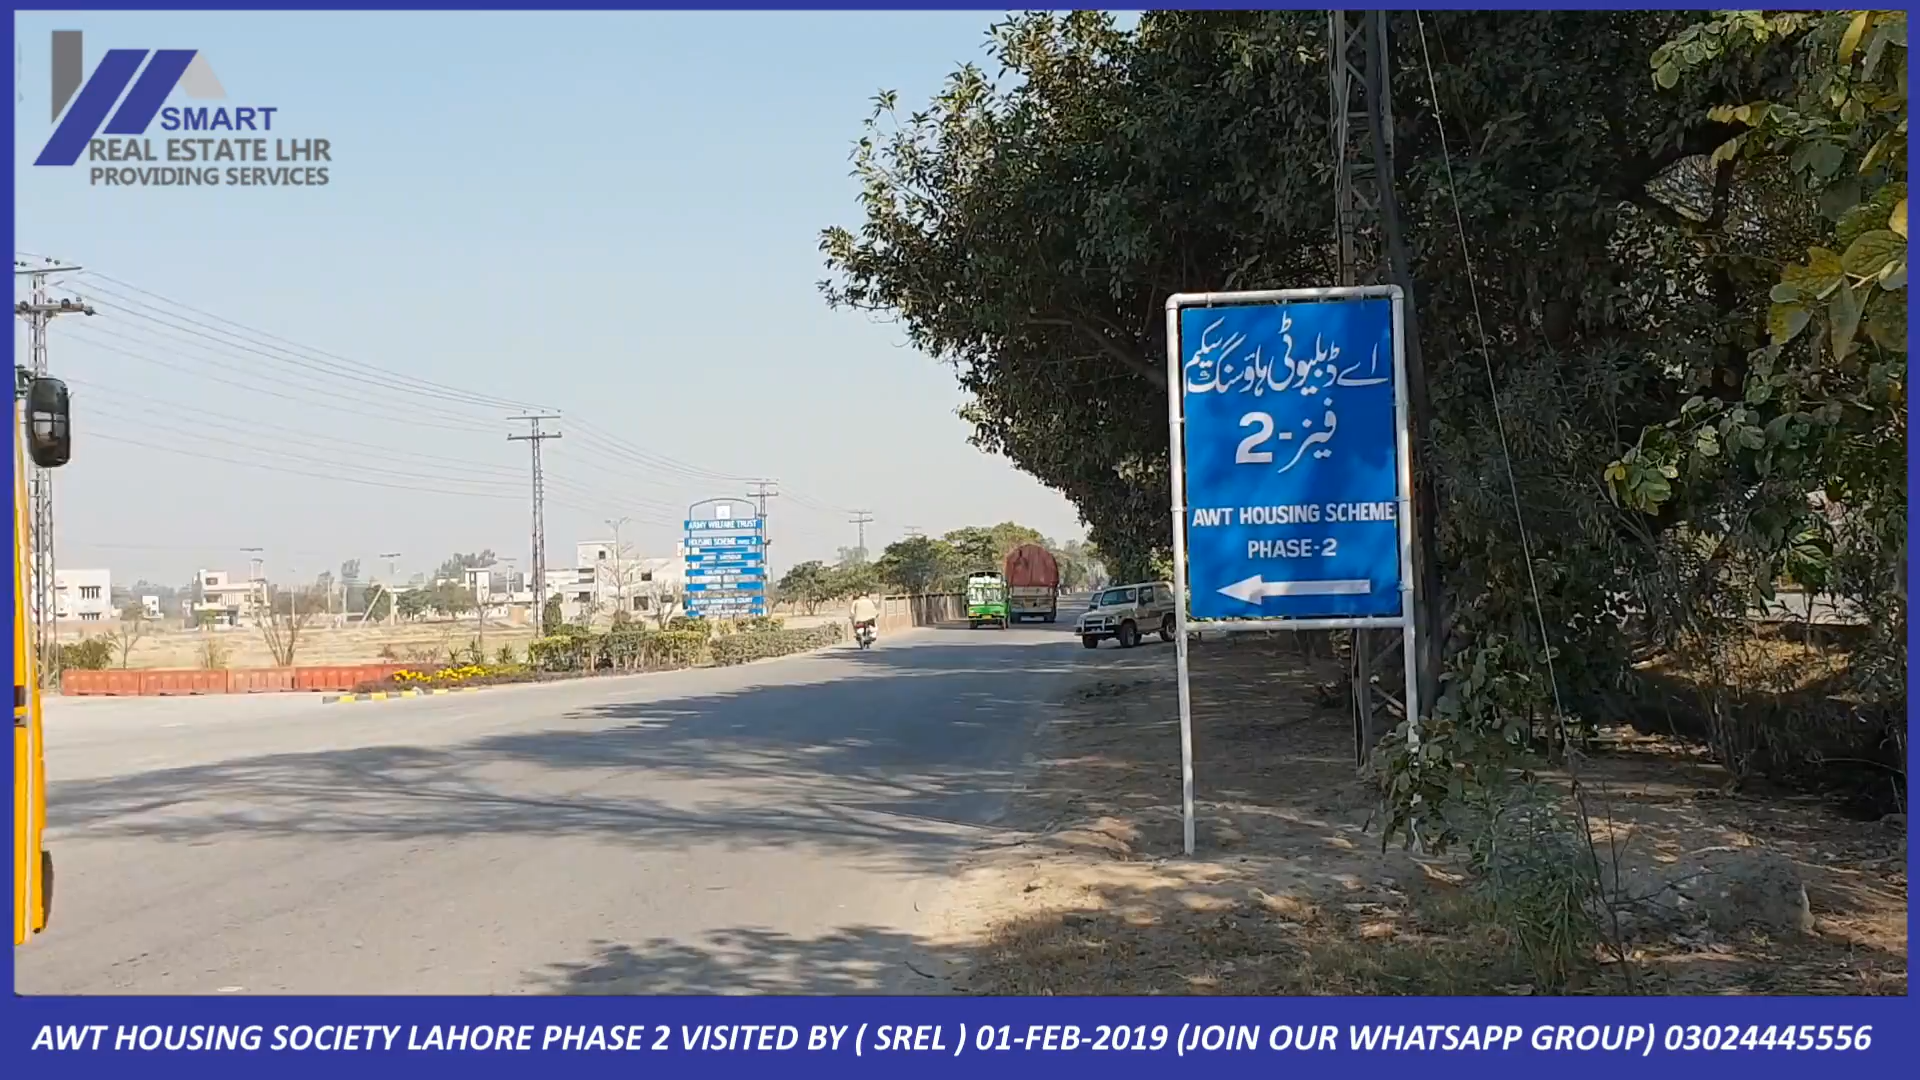 SMART
REAL ESTATE LHR
PROVIDING SERVICES
اے ڈبلیو ٹی ہاؤسنگ سکیم
فیز-2
AWT HOUSING SCHEME
PHASE-2
ARMY WELFARE TRUST
HOUSING SCHEME PHASE 2
AWT HOUSING SOCIETY LAHORE PHASE 2 VISITED BY ( SREL ) 01-FEB-2019 (JOIN OUR WHATSAPP GROUP) 03024445556